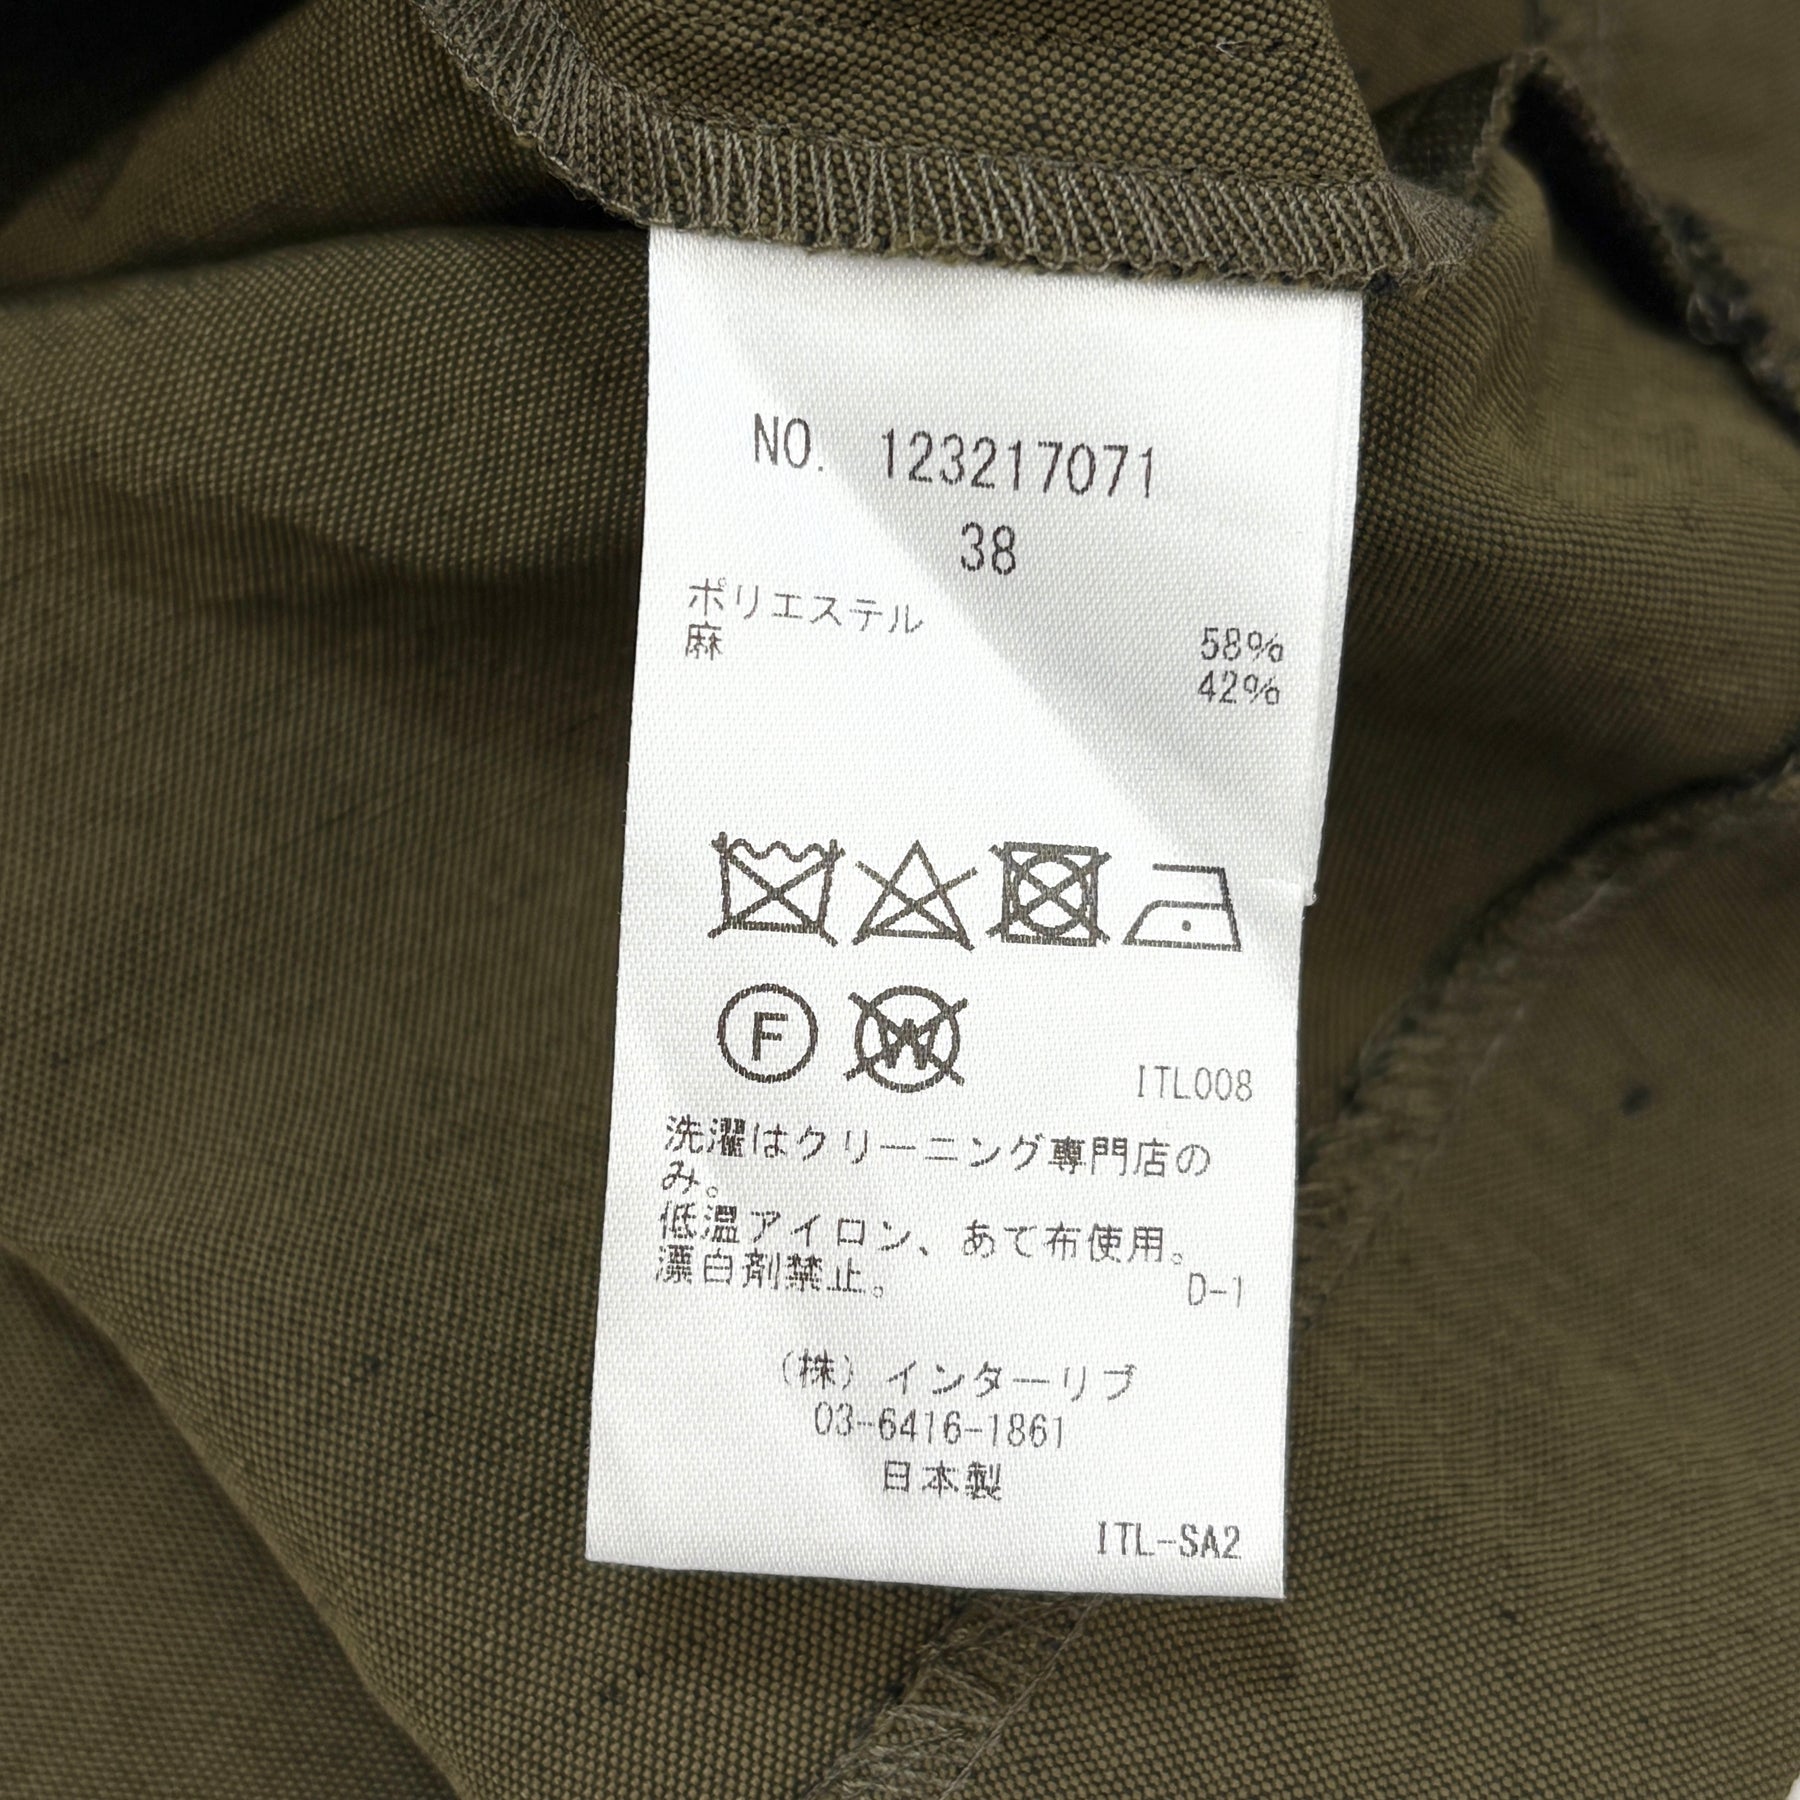 NO. 123217071
38
ポリエステル 58%
麻 42%
F W
ITL008
洗濯はクリーニング専門店の
み。
低温アイロン、あて布使用。
漂白剤禁止。
D-1
(株)インターリブ
03-6416-1861
日本製
ITL-SA2